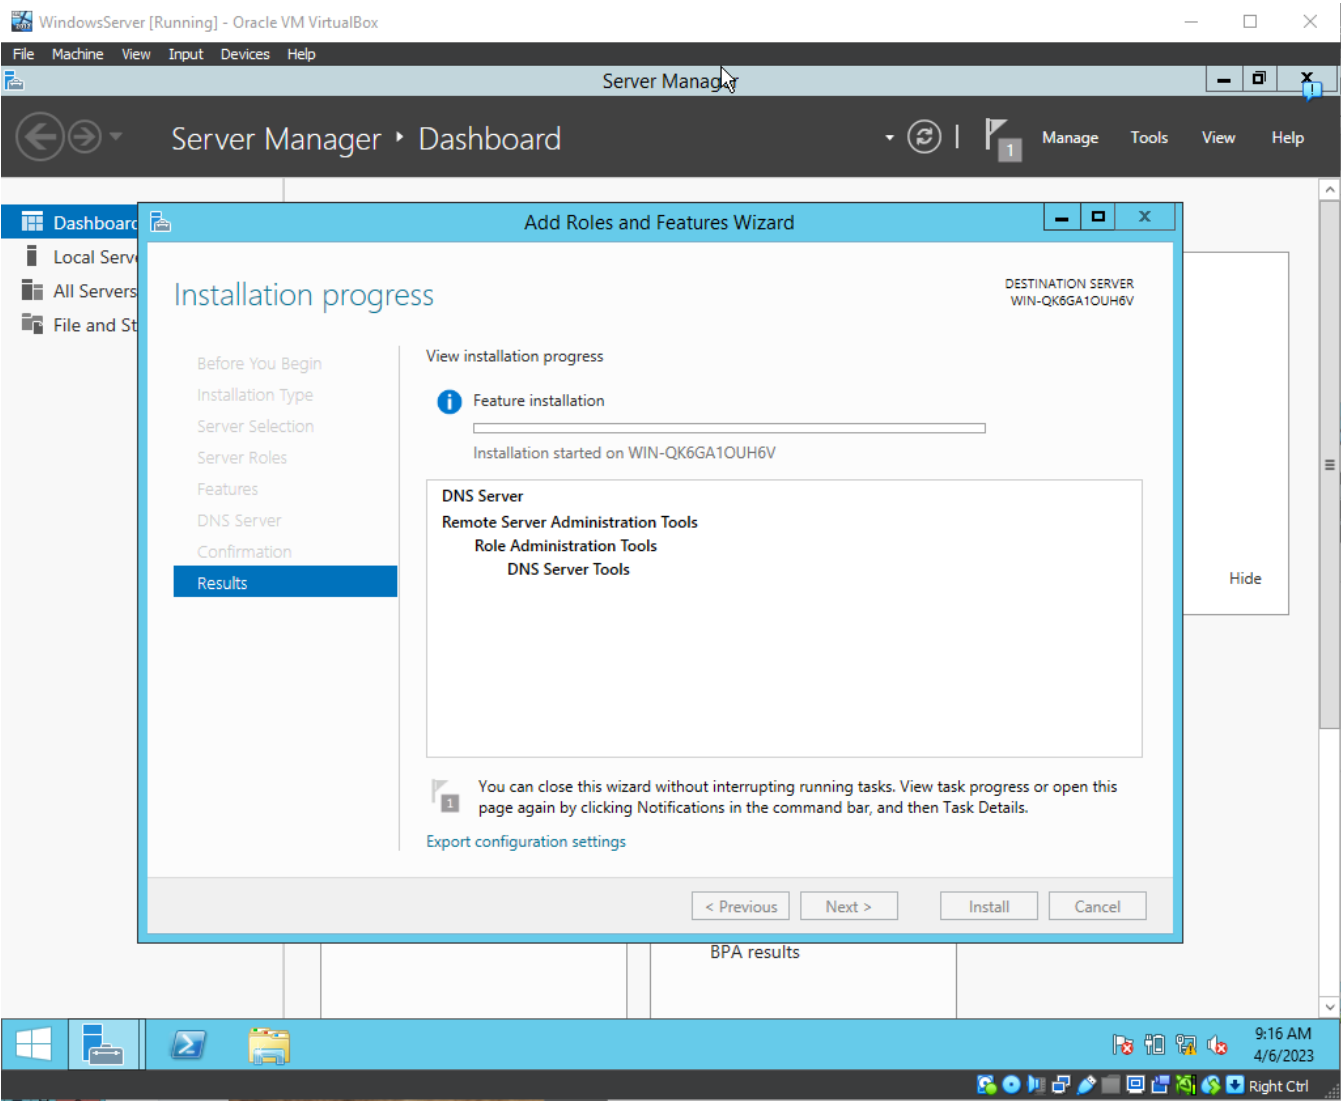 WindowsServer [Running] - Oracle VM VirtualBox
File Machine View Input Devices Help
Server Manager
Server Manager ‣ Dashboard
1
Manage Tools View Help
Dashboard
Local Serve
All Servers
File and St
Add Roles and Features Wizard
Installation progress
DESTINATION SERVER
WIN-QK6GA1OUH6V
Before You Begin
Installation Type
Server Selection
Server Roles
Features
DNS Server
Confirmation
Results
View installation progress
Feature installation
Installation started on WIN-QK6GA1OUH6V
DNS Server
Remote Server Administration Tools
Role Administration Tools
DNS Server Tools
1
You can close this wizard without interrupting running tasks. View task progress or open this
page again by clicking Notifications in the command bar, and then Task Details.
Export configuration settings
< Previous Next > Install Cancel
Hide
BPA results
9:16 AM
4/6/2023
Right Ctrl